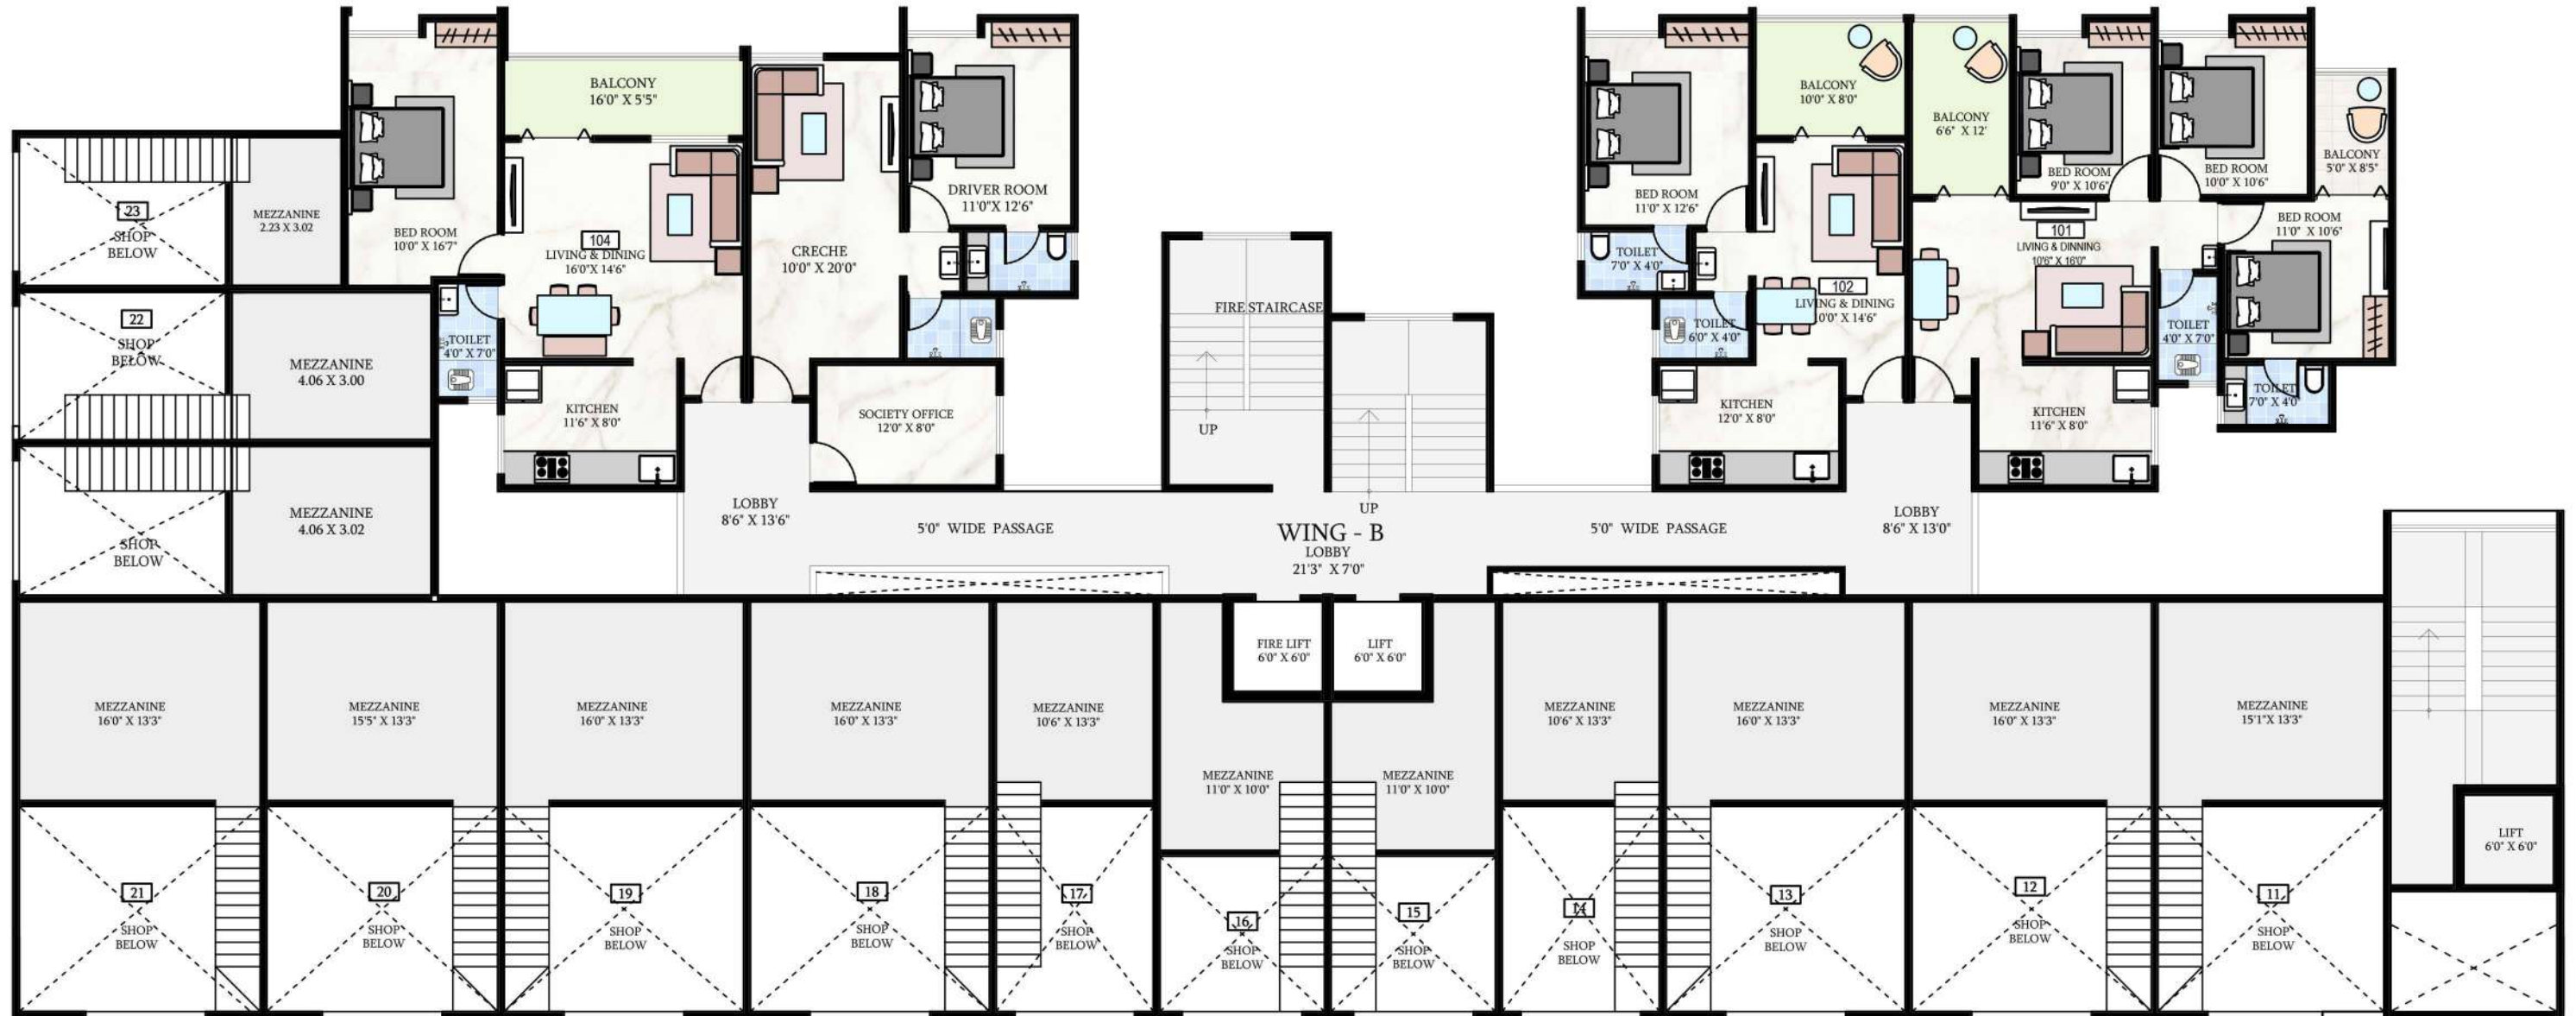 BALCONY
16'0" X 5'5"
BED ROOM
10'0" X 16'7"
104
LIVING & DINING
16'0"X 14'6"
TOILET
4'0" X 7'0"
KITCHEN
11'6" X 8'0"
CRECHE
10'0" X 20'0"
DRIVER ROOM
11'0"X 12'6"
SOCIETY OFFICE
12'0" X 8'0"
FIRE STAIRCASE
UP
UP
BED ROOM
11'0" X 12'6"
BALCONY
10'0" X 8'0"
TOILET
7'0" X 4'0"
102
LIVING & DINING
10'0" X 14'6"
TOILET
6'0" X 4'0"
KITCHEN
12'0" X 8'0"
BALCONY
6'6" X 12'
BED ROOM
9'0" X 10'6"
BED ROOM
10'0" X 10'6"
BALCONY
5'0" X 8'5"
101
LIVING & DINNING
10'6" X 16'0"
BED ROOM
11'0" X 10'6"
TOILET
4'0" X 7'0"
TOILET
7'0" X 4'0"
KITCHEN
11'6" X 8'0"
23
SHOP
BELOW
MEZZANINE
2.23 X 3.02
22
SHOP
BELOW
MEZZANINE
4.06 X 3.00
SHOP
BELOW
MEZZANINE
4.06 X 3.02
LOBBY
8'6" X 13'6"
5'0" WIDE PASSAGE
WING - B
LOBBY
21'3" X 7'0"
5'0" WIDE PASSAGE
LOBBY
8'6" X 13'0"
FIRE LIFT
6'0" X 6'0"
LIFT
6'0" X 6'0"
MEZZANINE
16'0" X 13'3"
MEZZANINE
15'5" X 13'3"
MEZZANINE
16'0" X 13'3"
MEZZANINE
16'0" X 13'3"
MEZZANINE
10'6" X 13'3"
MEZZANINE
11'0" X 10'0"
MEZZANINE
11'0" X 10'0"
MEZZANINE
10'6" X 13'3"
MEZZANINE
16'0" X 13'3"
MEZZANINE
16'0" X 13'3"
MEZZANINE
15'1"X 13'3"
LIFT
6'0" X 6'0"
21
SHOP
BELOW
20
SHOP
BELOW
19
SHOP
BELOW
18
SHOP
BELOW
17
SHOP
BELOW
16
SHOP
BELOW
15
SHOP
BELOW
14
SHOP
BELOW
13
SHOP
BELOW
12
SHOP
BELOW
11
SHOP
BELOW